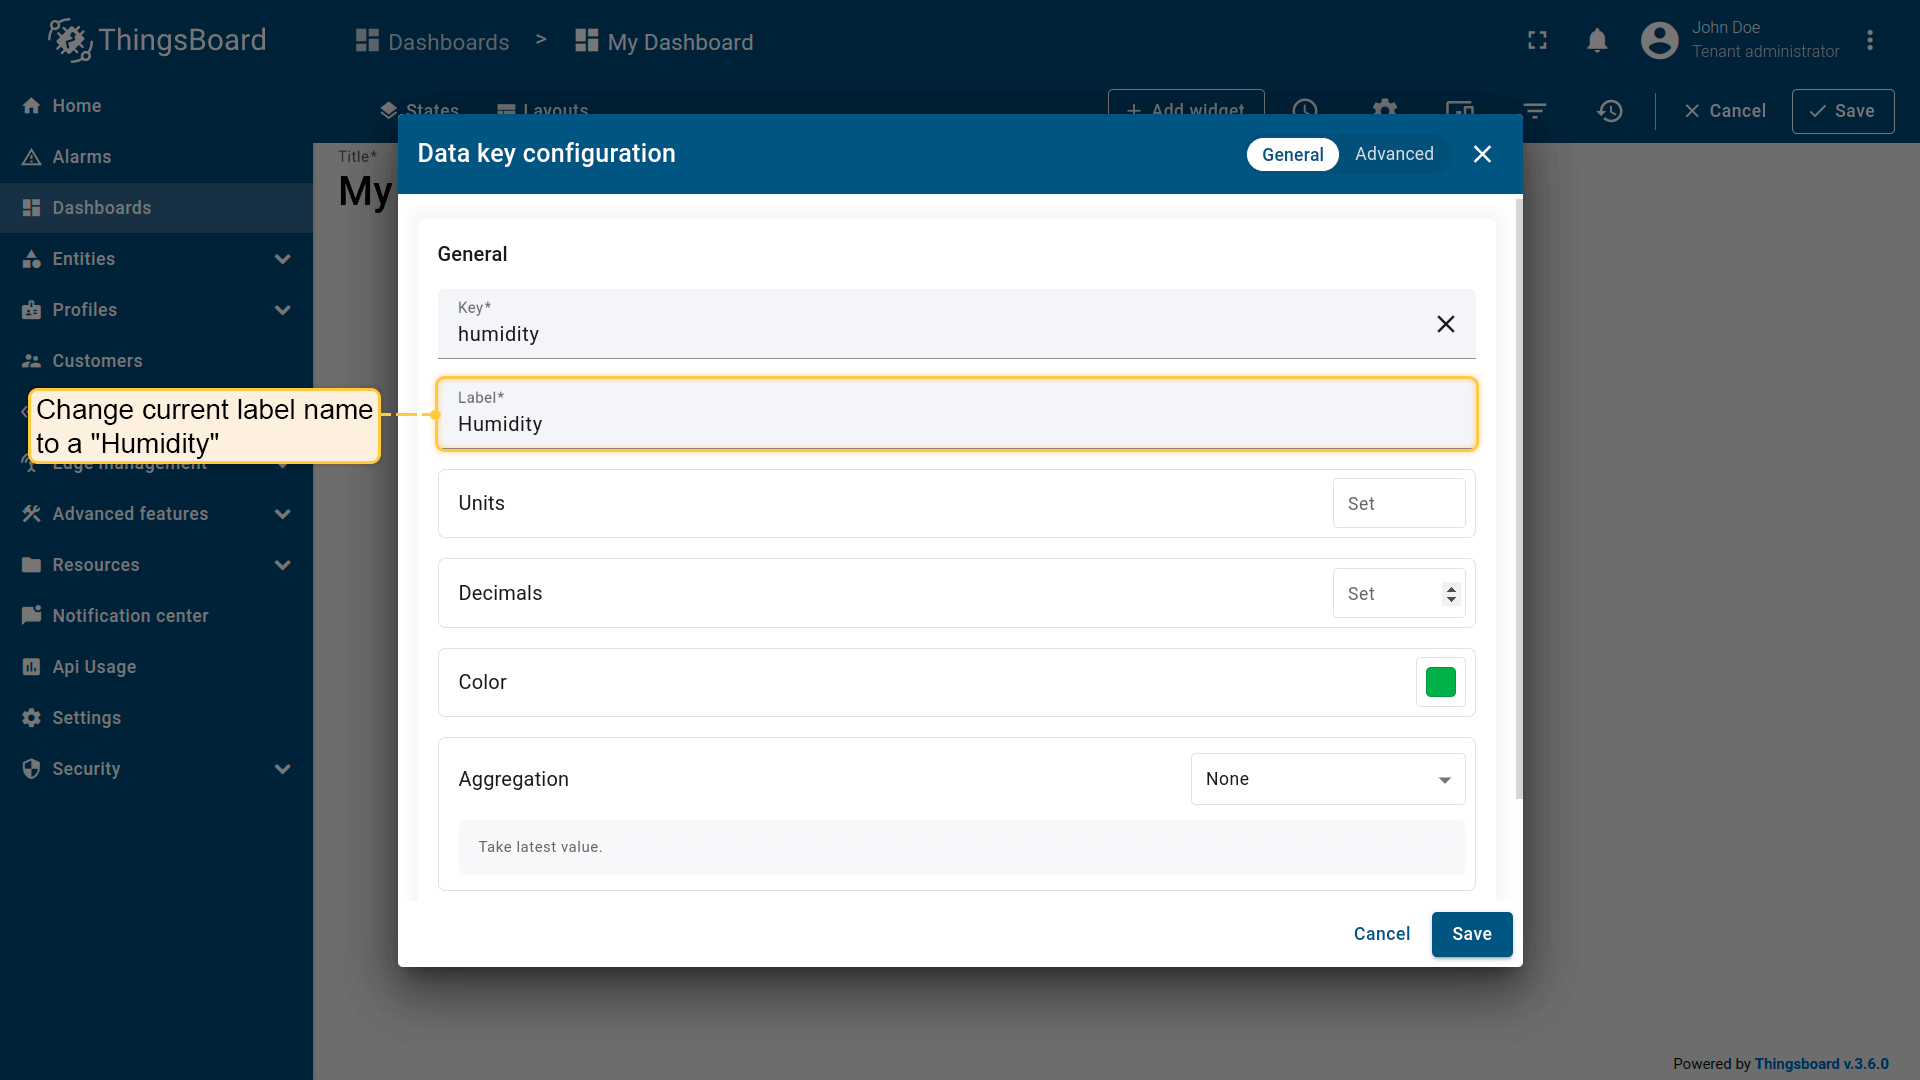 ThingsBoard
Dashboards > My Dashboard
John Doe
Tenant administrator
Home
Alarms
Dashboards
Entities
Profiles
Customers
Edge management
Advanced features
Resources
Notification center
Api Usage
Settings
Security
States
Layouts
Add widget
Cancel
Save
Title*
My
Data key configuration
General
Advanced
General
Key*
humidity
Label*
Humidity
Change current label name
to a "Humidity"
Units
Set
Decimals
Set
Color
Aggregation
None
Take latest value.
Cancel
Save
Powered by Thingsboard v.3.6.0